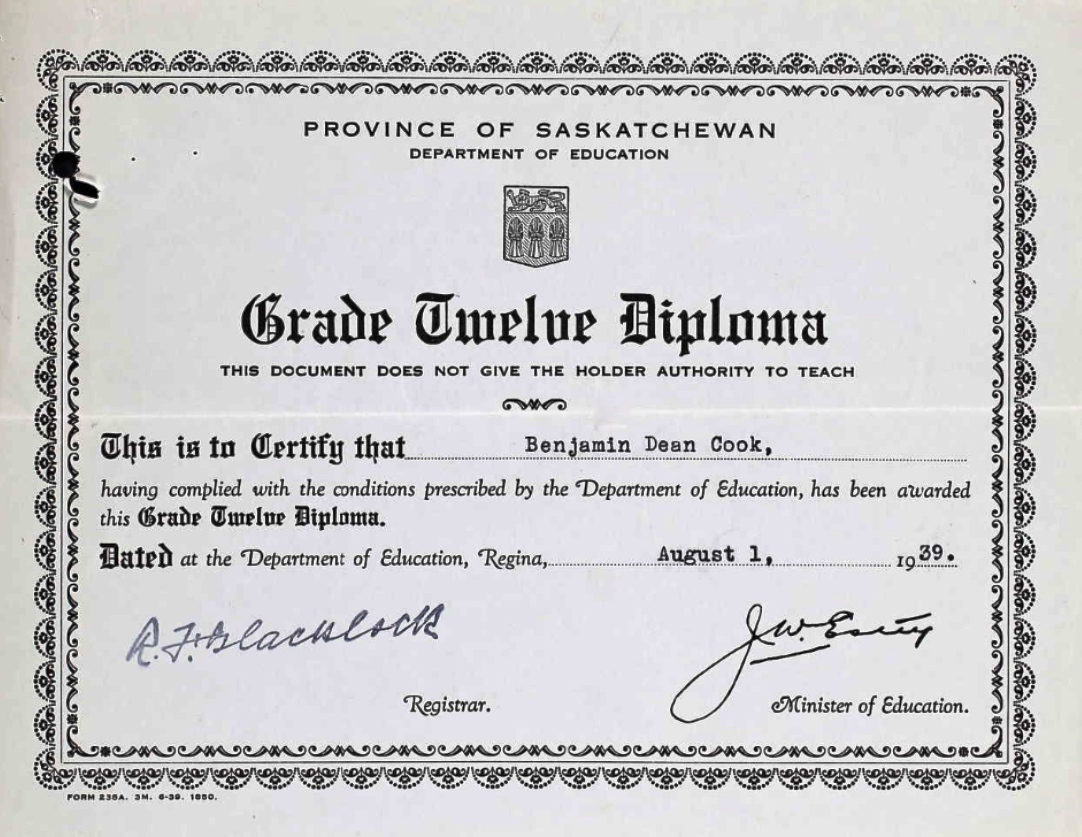 PROVINCE OF SASKATCHEWAN
DEPARTMENT OF EDUCATION
Grade Twelve Diploma
THIS DOCUMENT DOES NOT GIVE THE HOLDER AUTHORITY TO TEACH
This is to Certify that Benjamin Dean Cook,
having complied with the conditions prescribed by the Department of Education, has been awarded
this Grade Twelve Diploma.
Dated at the Department of Education, Regina, August 1, 1939.
R. F. Blacklock J.W. Estey
Registrar. Minister of Education.
FORM 236A. 3M. 6-39. 1650.